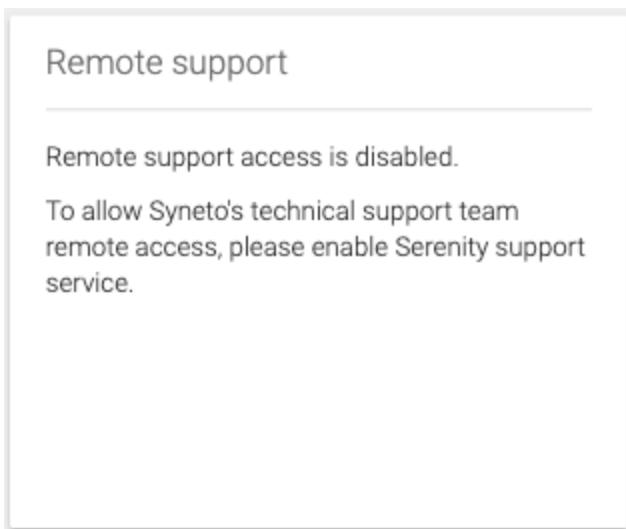 Remote support
Remote support access is disabled.
To allow Syneto's technical support team
remote access, please enable Serenity support
service.